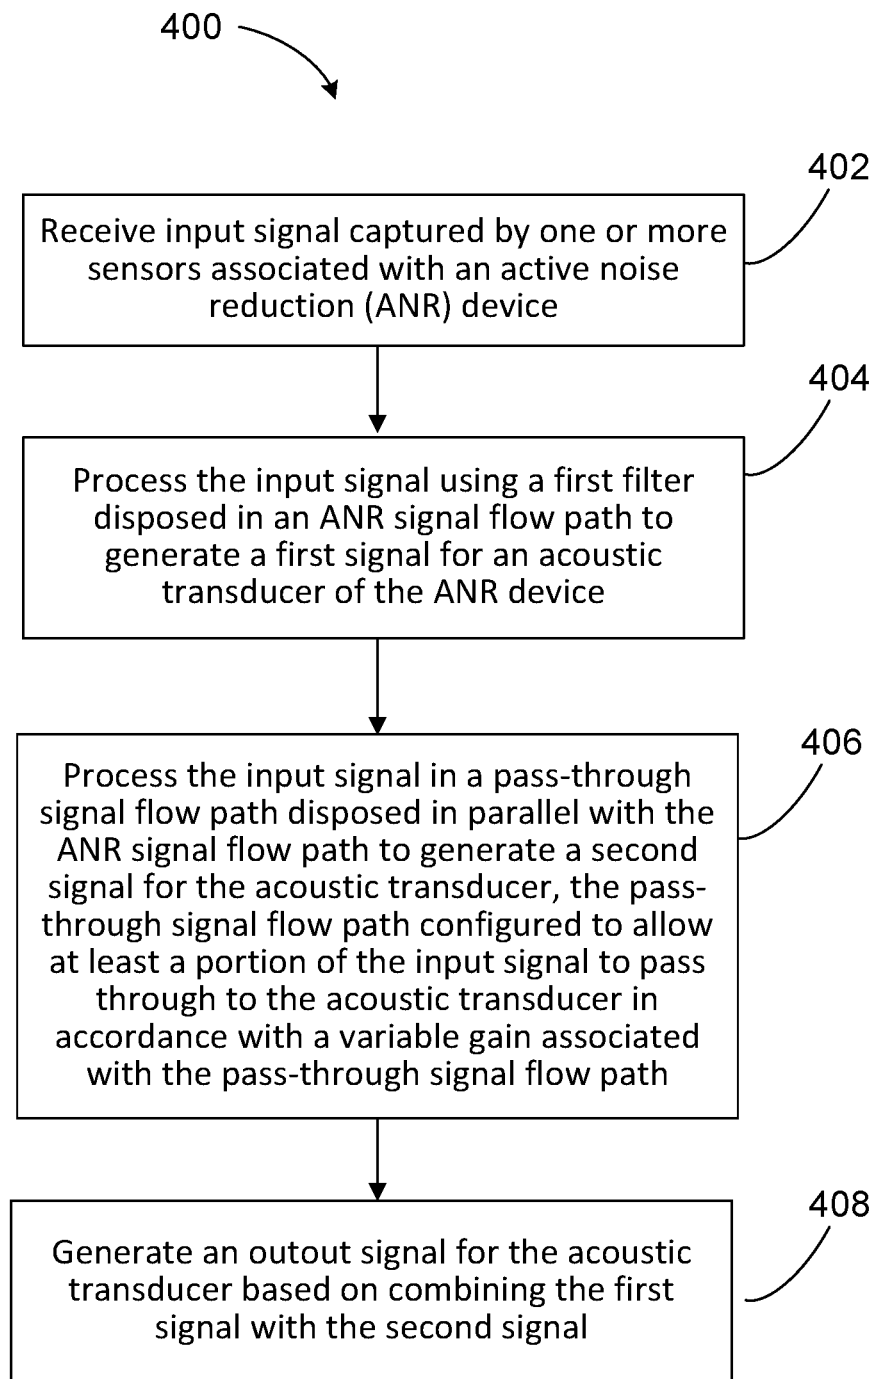 400
402
Receive input signal captured by one or more
sensors associated with an active noise
reduction (ANR) device
404
Process the input signal using a first filter
disposed in an ANR signal flow path to
generate a first signal for an acoustic
transducer of the ANR device
406
Process the input signal in a pass-through
signal flow path disposed in parallel with the
ANR signal flow path to generate a second
signal for the acoustic transducer, the pass-
through signal flow path configured to allow
at least a portion of the input signal to pass
through to the acoustic transducer in
accordance with a variable gain associated
with the pass-through signal flow path
408
Generate an outout signal for the acoustic
transducer based on combining the first
signal with the second signal